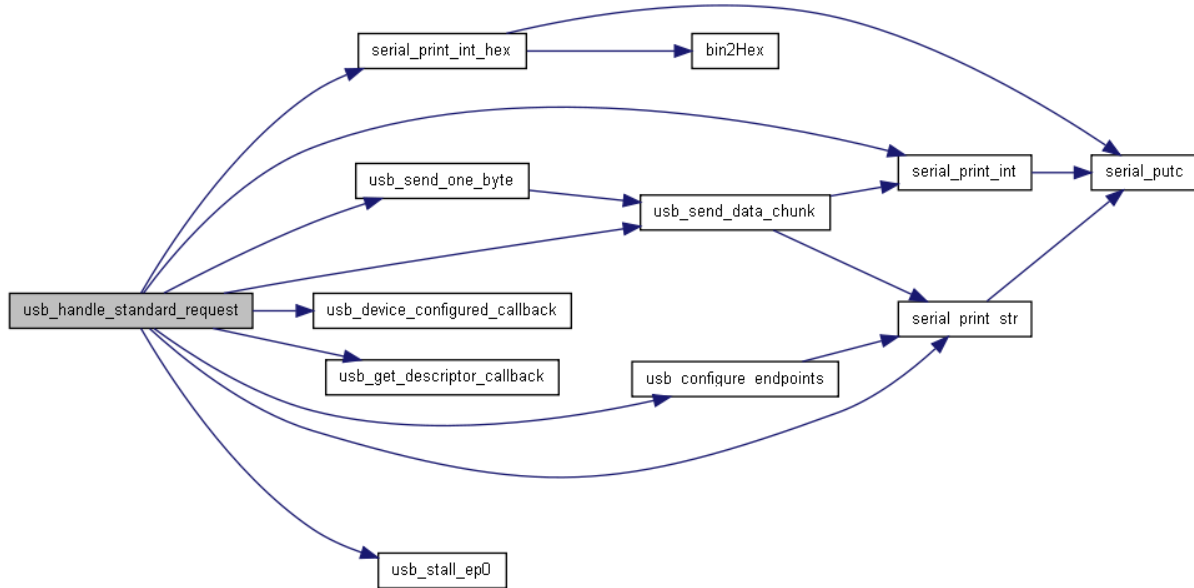 serial_print_int_hex
bin2Hex
serial_print_int
serial_putc
usb_send_one_byte
usb_send_data_chunk
usb_handle_standard_request
usb_device_configured_callback
serial_print_str
usb_get_descriptor_callback
usb_configure_endpoints
usb_stall_ep0